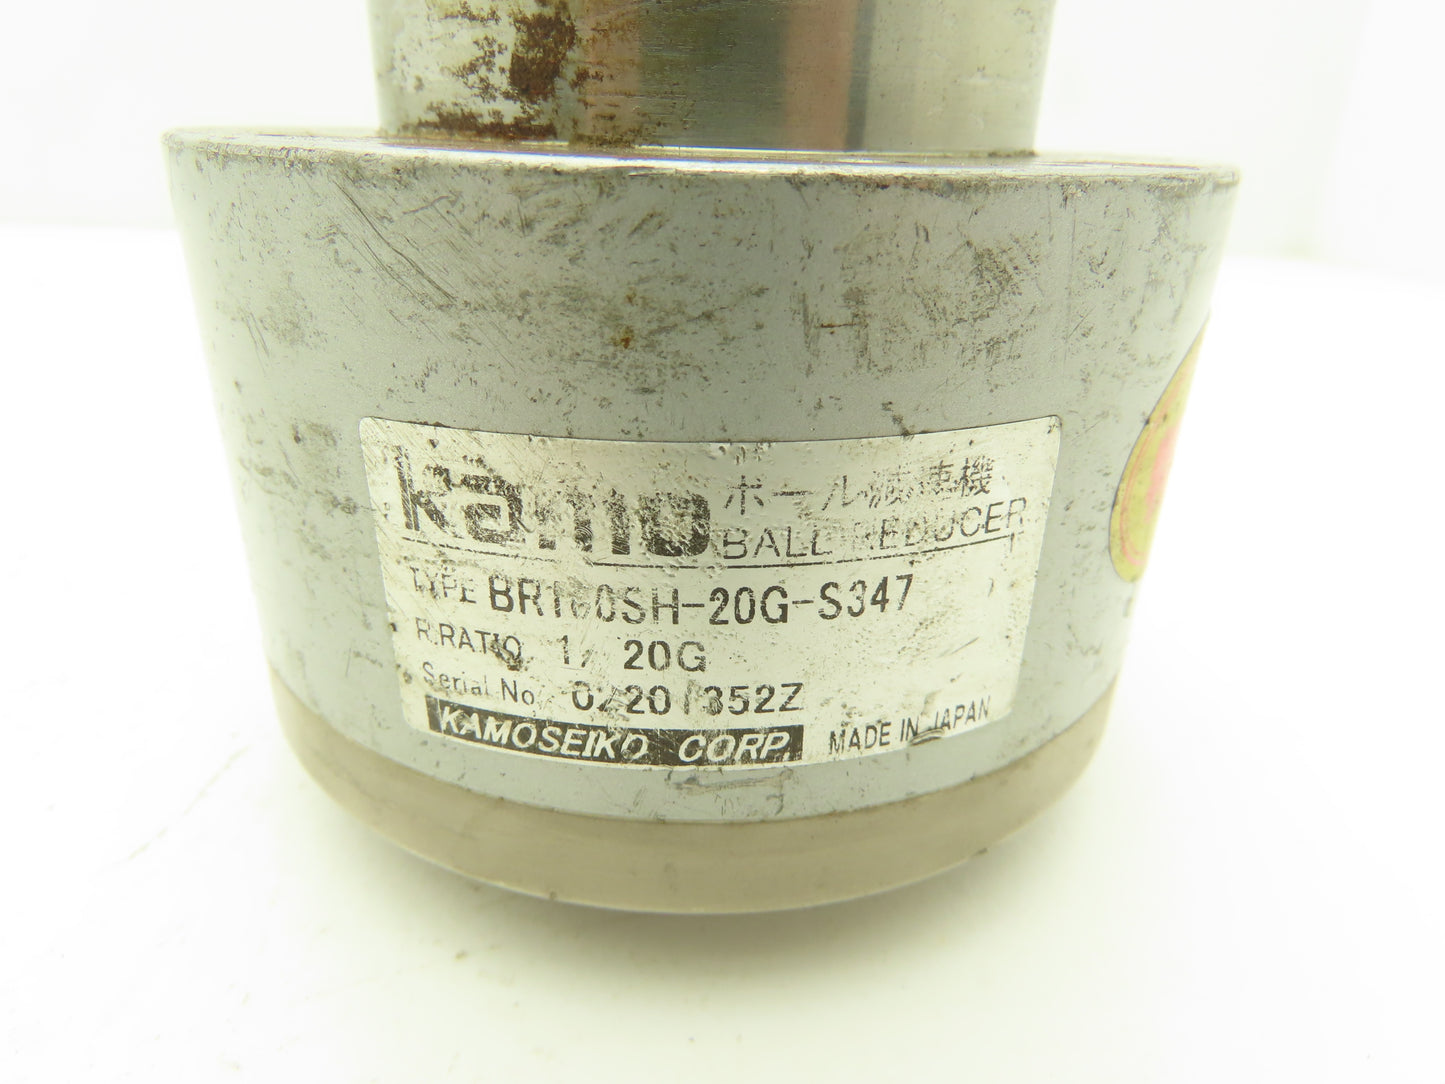 kamo ボール減速機
BALL REDUCER
TYPE BR100SH-20G-S347
R.RATIO 1/ 20G
Serial No.
KAMOSEIKO CORP. MADE IN JAPAN